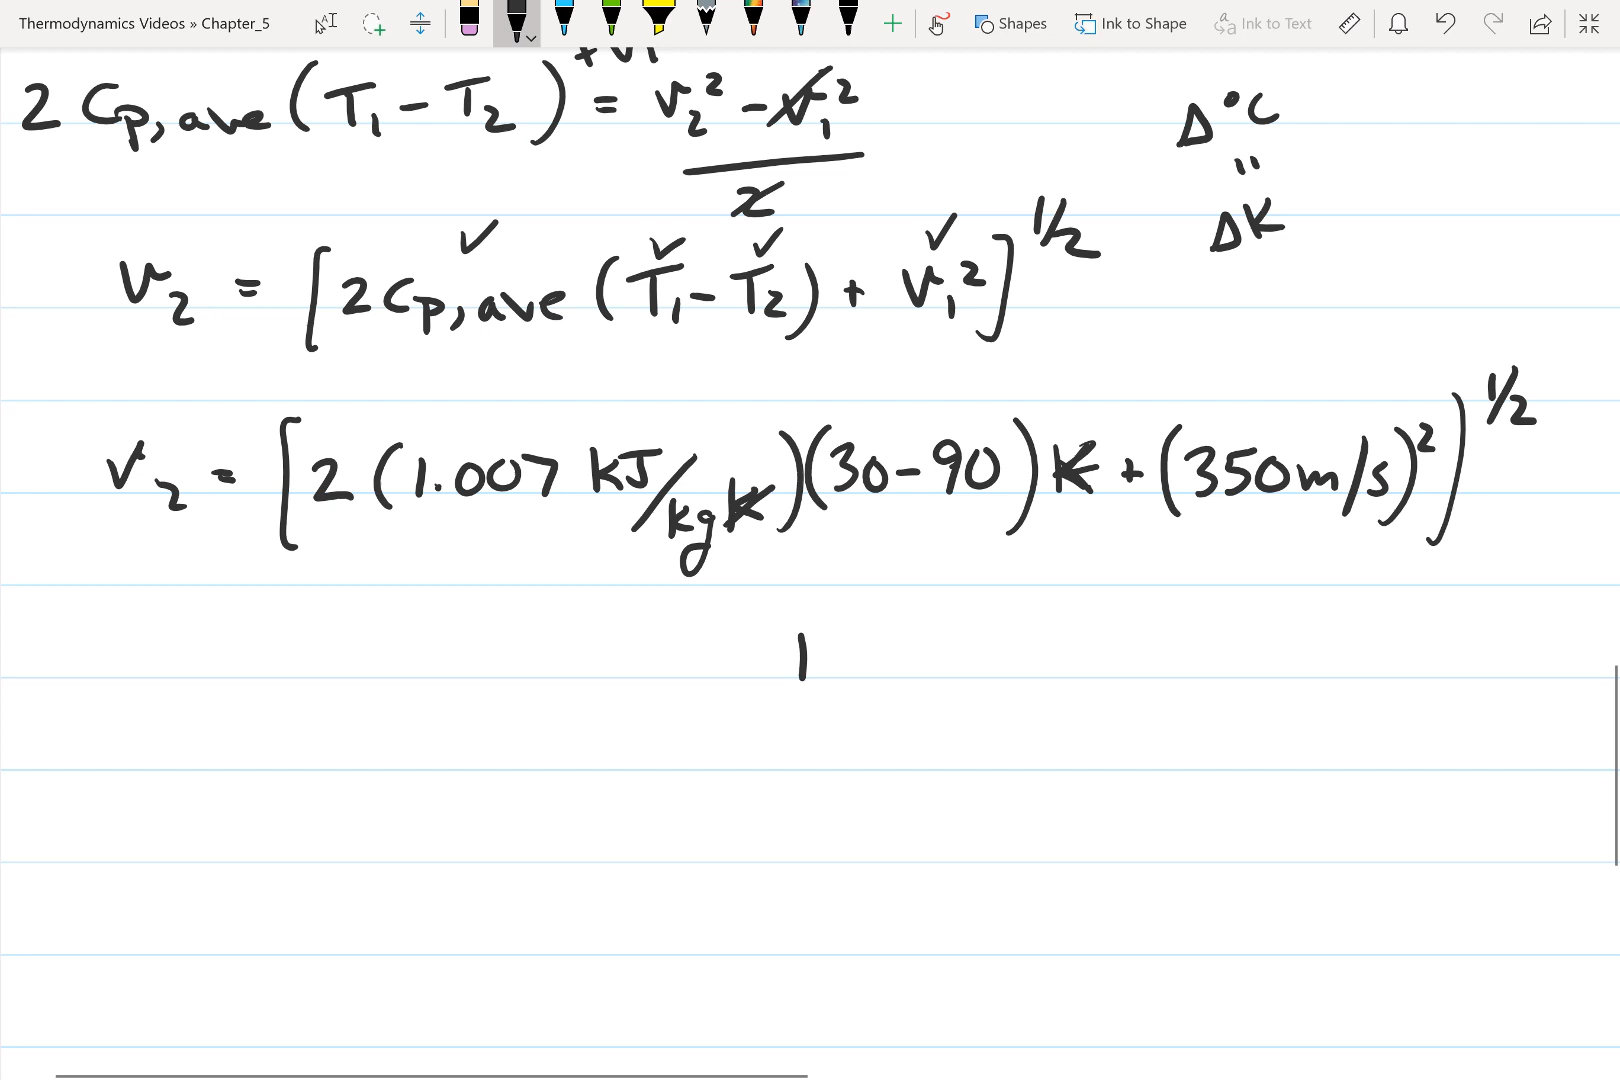 Thermodynamics Videos » Chapter_5 Shapes Ink to Shape Ink to Text
+ V1
2 Cp,ave (T1 - T2) = V2² - V1²
2
Δ°C
"
ΔK
✓ ✓ ✓ ✓
V2 = [2 Cp,ave (T1 - T2) + V1²]^1/2
V2 = [2 (1.007 kJ/kg K)(30-90) K + (350 m/s)²)^1/2
1